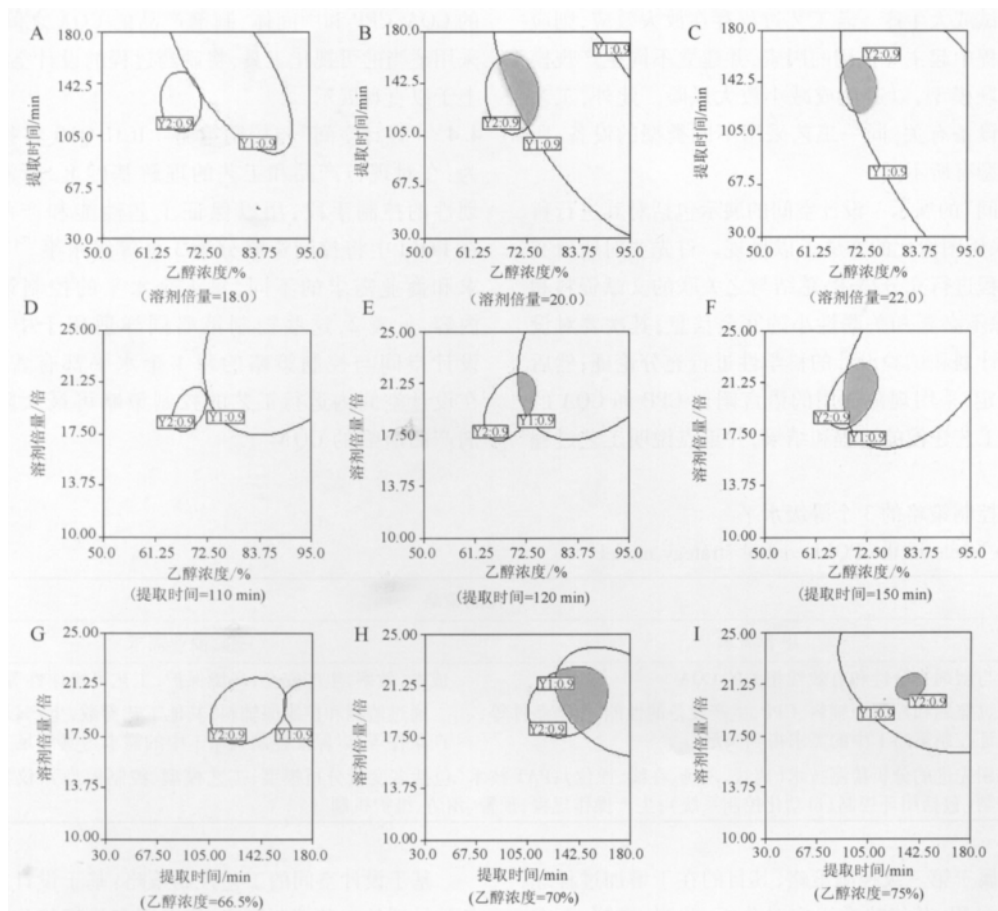 A
180.0
142.5
105.0
67.5
30.0
提取时间/min
Y2:0.9
Y1:0.9
61.25 72.50 83.75 95.0
乙醇浓度/%
(溶剂倍量=18.0)
B
180.0
142.5
105.0
67.5
30.0
提取时间/min
Y1:0.9
Y2:0.9
Y1:0.9
61.25 72.50 83.75 95.0
乙醇浓度/%
(溶剂倍量=20.0)
C
180.0
142.5
105.0
67.5
30.0
提取时间/min
Y2:0.9
Y1:0.9
Y1:0.9
61.25 72.50 83.75 95.0
乙醇浓度/%
(溶剂倍量=22.0)
D
25.00
21.25
17.50
13.75
10.00
溶剂倍量/倍
Y2:0.9
Y1:0.9
50.0 61.25 72.50 83.75 95.0
乙醇浓度/%
(提取时间=110 min)
E
25.00
21.25
17.50
13.75
10.00
溶剂倍量/倍
Y1:0.9
Y2:0.9
50.0 61.25 72.50 83.75 95.0
乙醇浓度/%
(提取时间=120 min)
F
25.00
21.25
17.50
13.75
10.00
溶剂倍量/倍
Y2:0.9
Y1:0.9
50.0 61.25 72.50 83.75 95.0
乙醇浓度/%
(提取时间=150 min)
G
25.00
21.25
17.50
13.75
10.00
溶剂倍量/倍
Y2:0.9
Y1:0.9
30.0 67.50 105.00 142.50 180.0
提取时间/min
(乙醇浓度=66.5%)
H
25.00
21.25
17.50
13.75
10.00
溶剂倍量/倍
Y1:0.9
Y2:0.9
30.0 67.50 105.00 142.50 180.0
提取时间/min
(乙醇浓度=70%)
I
25.00
21.25
17.50
13.75
10.00
溶剂倍量/倍
Y2:0.9
Y1:0.9
30.0 67.50 105.00 142.50 180.0
提取时间/min
(乙醇浓度=75%)